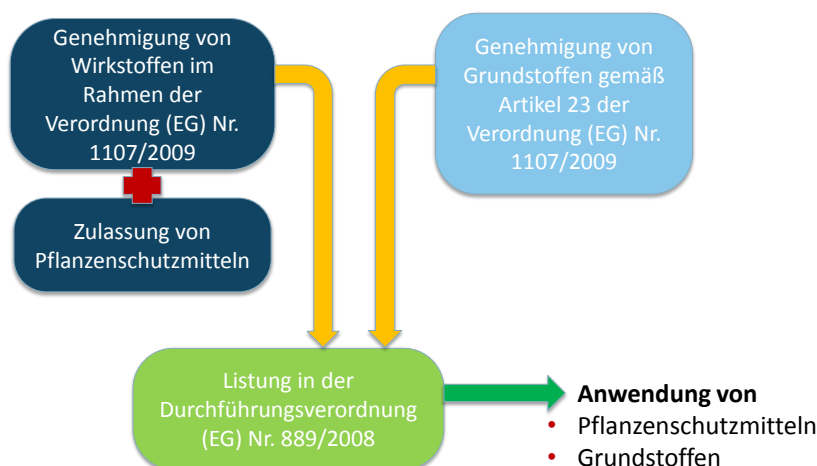 Genehmigung von
Wirkstoffen im
Rahmen der
Verordnung (EG) Nr.
1107/2009
Genehmigung von
Grundstoffen gemäß
Artikel 23 der
Verordnung (EG) Nr.
1107/2009
Zulassung von
Pflanzenschutzmitteln
Listung in der
Durchführungsverordnung
(EG) Nr. 889/2008
Anwendung von
• Pflanzenschutzmitteln
• Grundstoffen